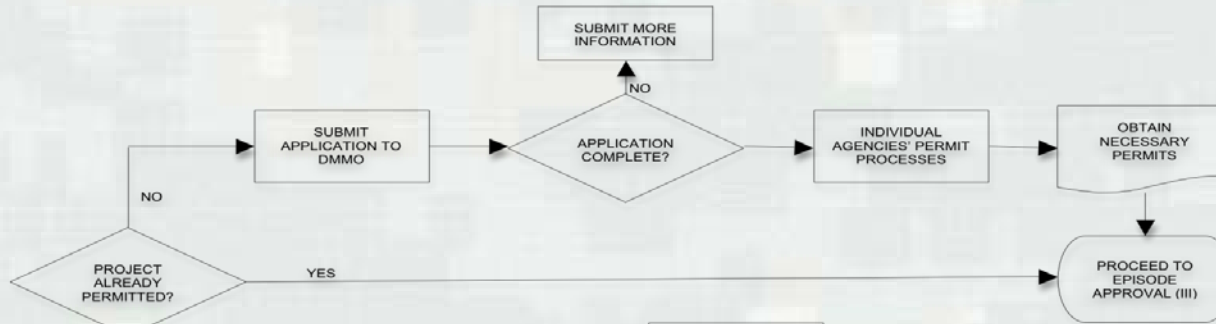 SUBMIT MORE
INFORMATION
NO
SUBMIT
APPLICATION TO
DMMO
APPLICATION
COMPLETE?
INDIVIDUAL
AGENCIES' PERMIT
PROCESSES
OBTAIN
NECESSARY
PERMITS
NO
PROJECT
ALREADY
PERMITTED?
YES
PROCEED TO
EPISODE
APPROVAL (III)